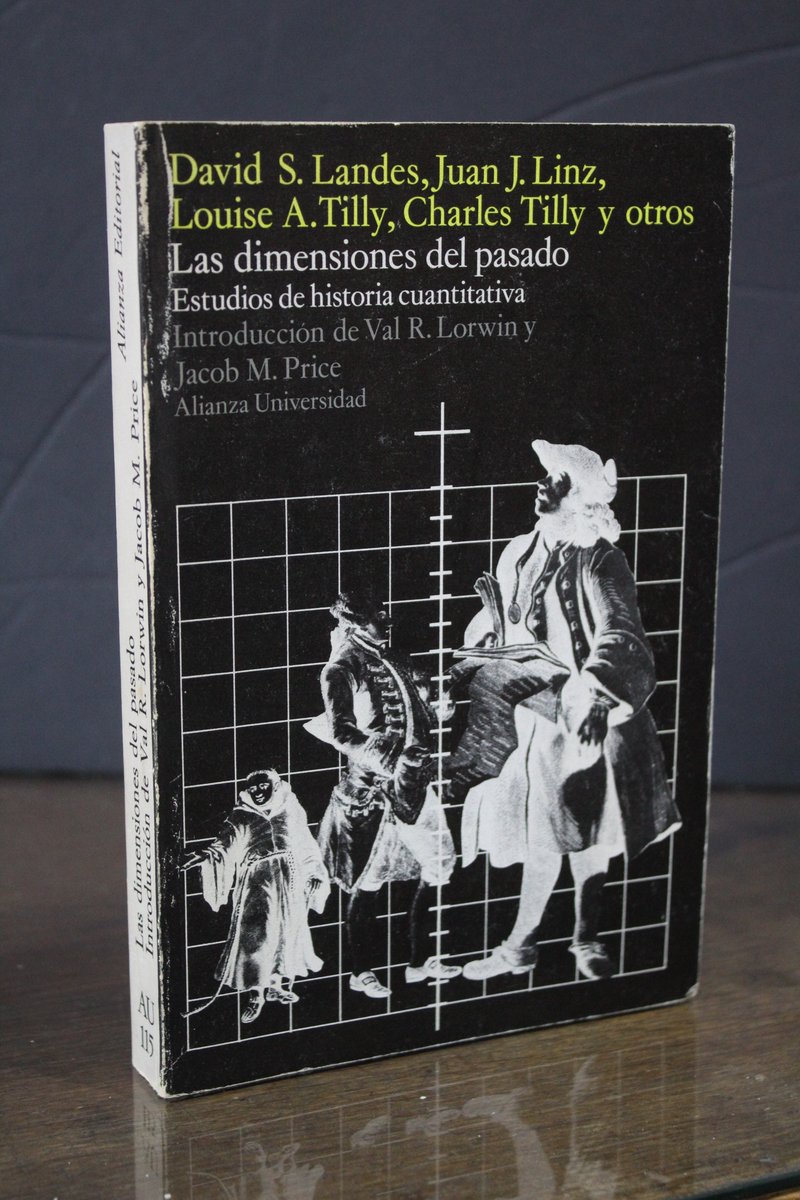 David S. Landes, Juan J. Linz,
Louise A. Tilly, Charles Tilly y otros
Las dimensiones del pasado
Estudios de historia cuantitativa
Introducción de Val R. Lorwin y
Jacob M. Price
Alianza Universidad
Alianza Editorial
Las dimensiones del pasado
Introducción de Val R. Lorwin y Jacob M. Price
AU
115